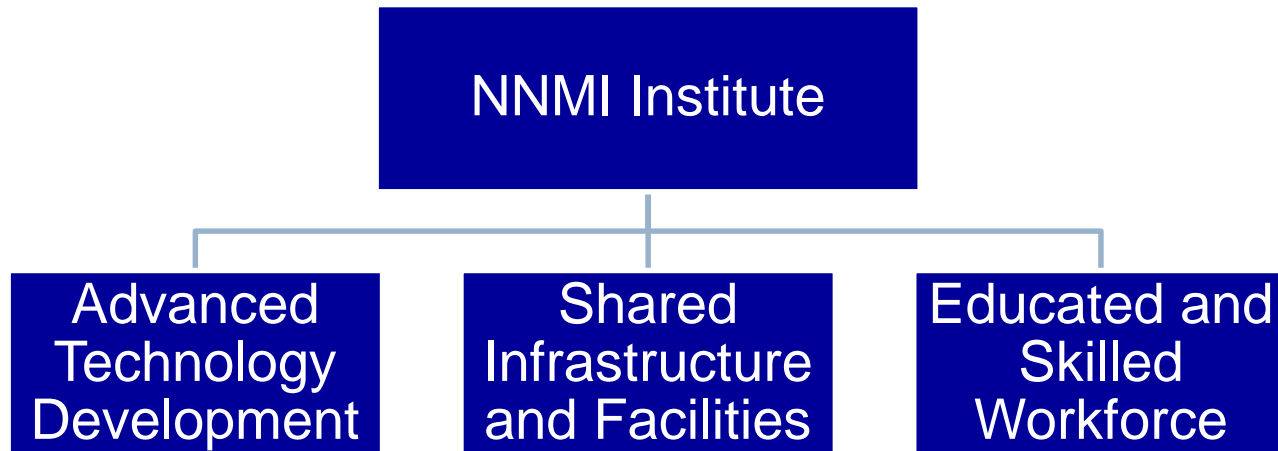 NNMI Institute
Advanced
Technology
Development
Shared
Infrastructure
and Facilities
Educated and
Skilled
Workforce